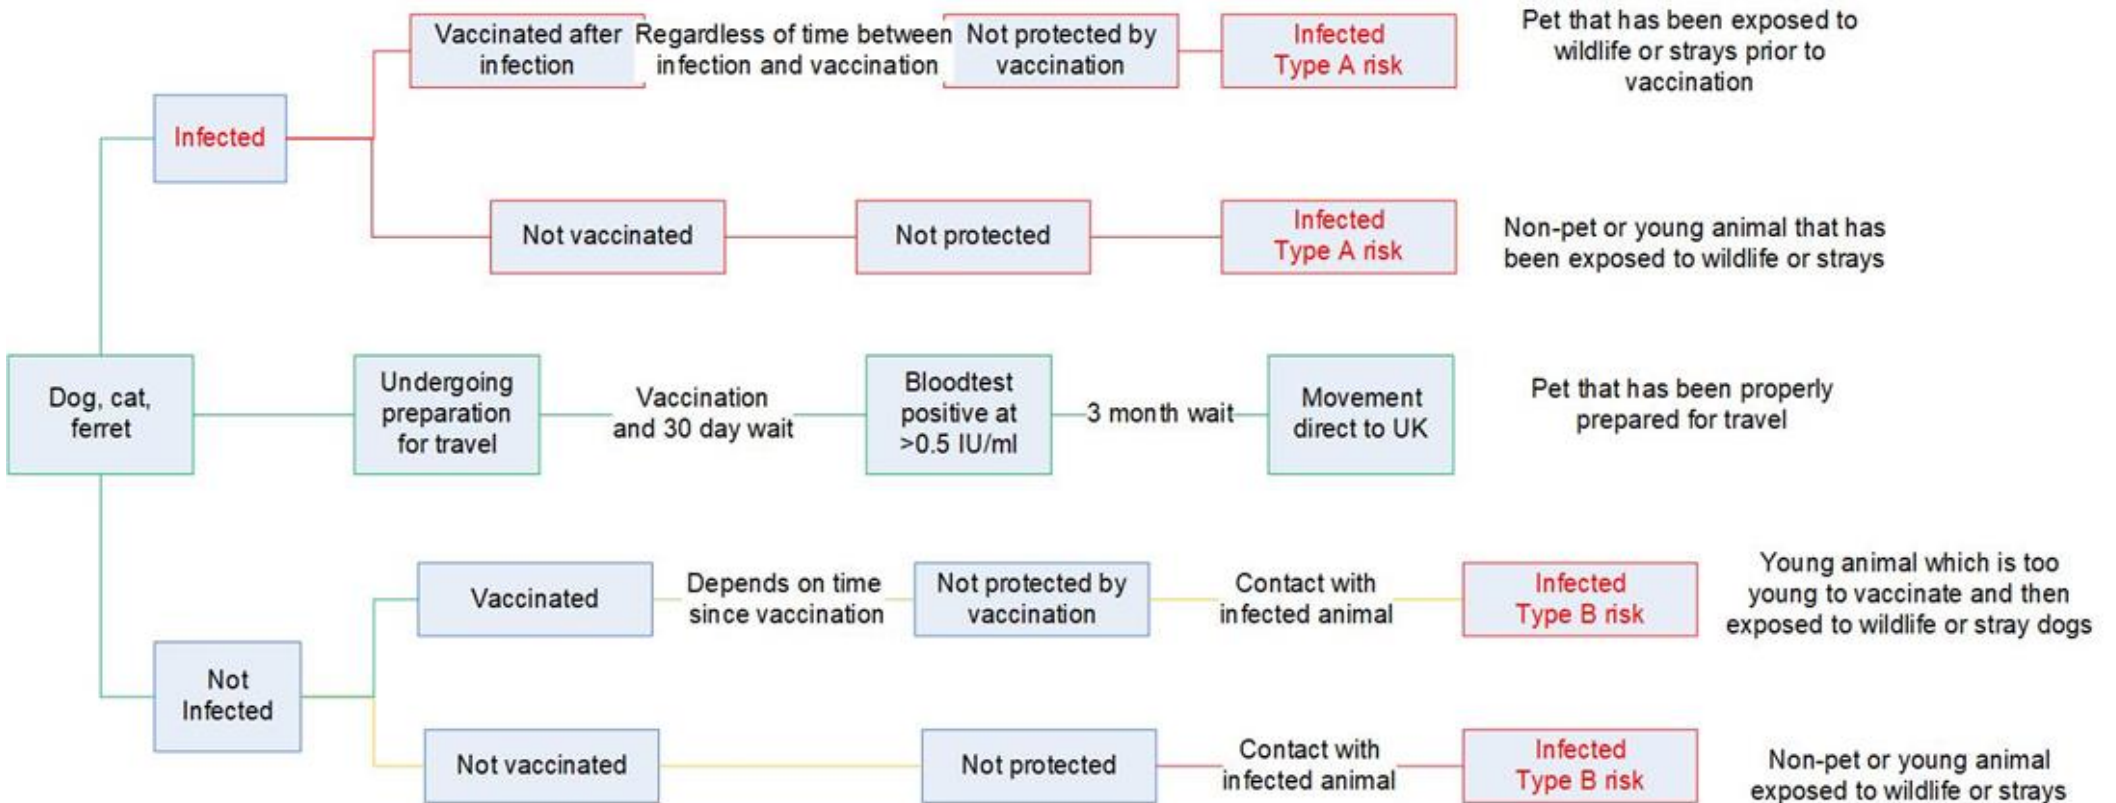 Vaccinated after
infection
Regardless of time between
infection and vaccination
Not protected by
vaccination
Infected
Type A risk
Pet that has been exposed to
wildlife or strays prior to
vaccination
Infected
Not vaccinated
Not protected
Infected
Type A risk
Non-pet or young animal that has
been exposed to wildlife or strays
Dog, cat,
ferret
Undergoing
preparation
for travel
Vaccination
and 30 day wait
Bloodtest
positive at
>0.5 IU/ml
3 month wait
Movement
direct to UK
Pet that has been properly
prepared for travel
Not
Infected
Vaccinated
Depends on time
since vaccination
Not protected by
vaccination
Contact with
infected animal
Infected
Type B risk
Young animal which is too
young to vaccinate and then
exposed to wildlife or stray dogs
Not vaccinated
Not protected
Contact with
infected animal
Infected
Type B risk
Non-pet or young animal
exposed to wildlife or strays